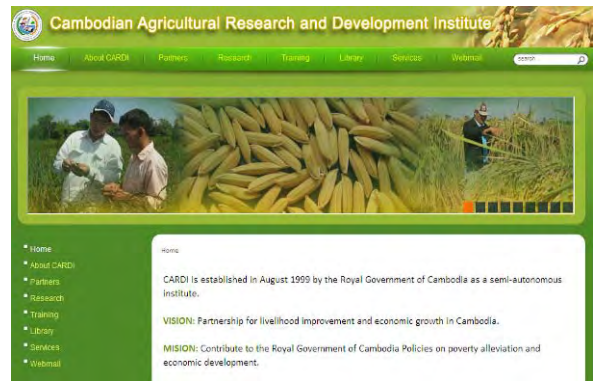 Cambodian Agricultural Research and Development Institute
Home About CARDI Partners Research Training Library Services Webmail search
Home
About CARDI
Partners
Research
Training
Library
Services
Webmail
Home
CARDI is established in August 1999 by the Royal Government of Cambodia as a semi-autonomous
institute.
VISION: Partnership for livelihood improvement and economic growth in Cambodia.
MISION: Contribute to the Royal Government of Cambodia Policies on poverty alleviation and
economic development.